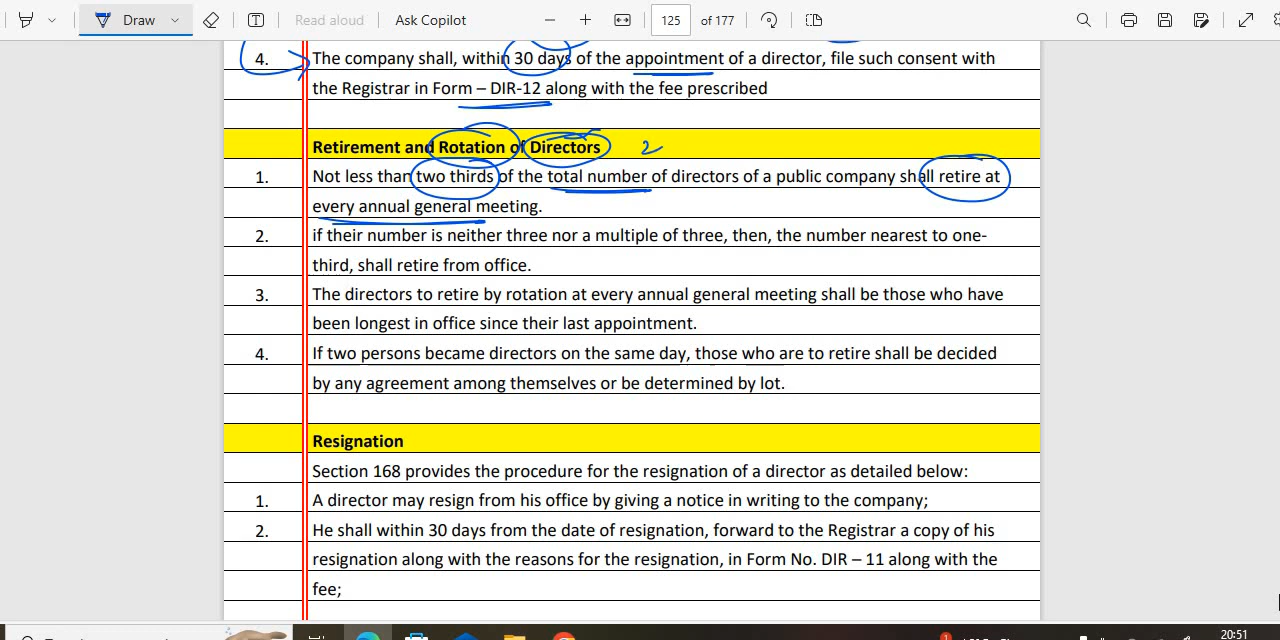 Draw
Read aloud
Ask Copilot
125 of 177
4. The company shall, within 30 days of the appointment of a director, file such consent with
the Registrar in Form – DIR-12 along with the fee prescribed
Retirement and Rotation of Directors 2
1. Not less than two thirds of the total number of directors of a public company shall retire at
every annual general meeting.
2. if their number is neither three nor a multiple of three, then, the number nearest to one-
third, shall retire from office.
3. The directors to retire by rotation at every annual general meeting shall be those who have
been longest in office since their last appointment.
4. If two persons became directors on the same day, those who are to retire shall be decided
by any agreement among themselves or be determined by lot.
Resignation
Section 168 provides the procedure for the resignation of a director as detailed below:
1. A director may resign from his office by giving a notice in writing to the company;
2. He shall within 30 days from the date of resignation, forward to the Registrar a copy of his
resignation along with the reasons for the resignation, in Form No. DIR – 11 along with the
fee;
20:51